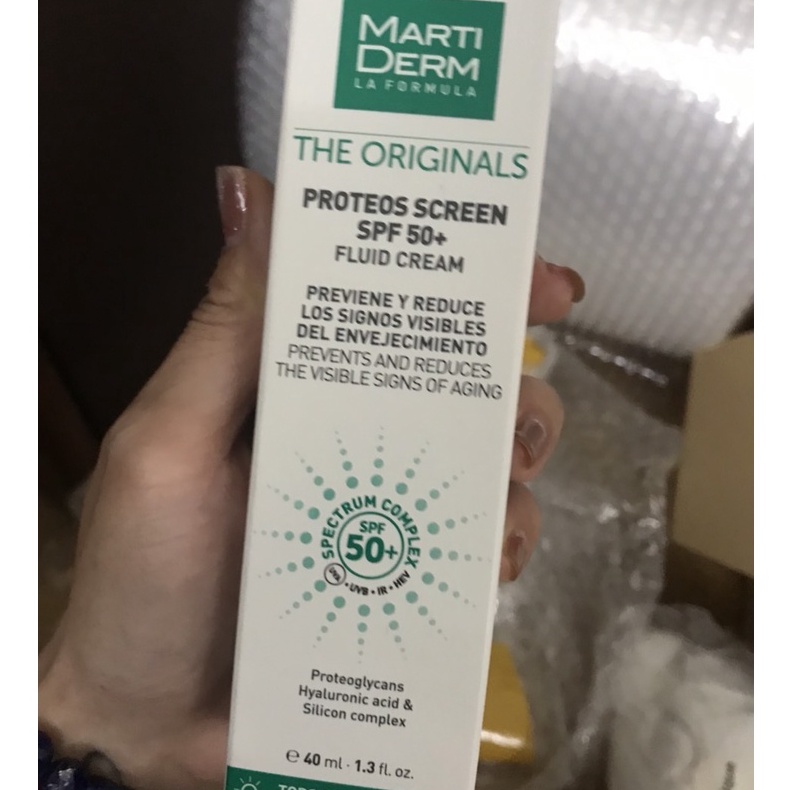 MARTI
DERM
LA FORMULA
THE ORIGINALS
PROTEOS SCREEN
SPF 50+
FLUID CREAM
PREVIENE Y REDUCE
LOS SIGNOS VISIBLES
DEL ENVEJECIMIENTO
PREVENTS AND REDUCES
THE VISIBLE SIGNS OF AGING
SPECTRUM COMPLEX
SPF
50+
UVA • UVB • IR • HEV
Proteoglycans
Hyaluronic acid &
Silicon complex
℮ 40 ml · 1.3 fl. oz.